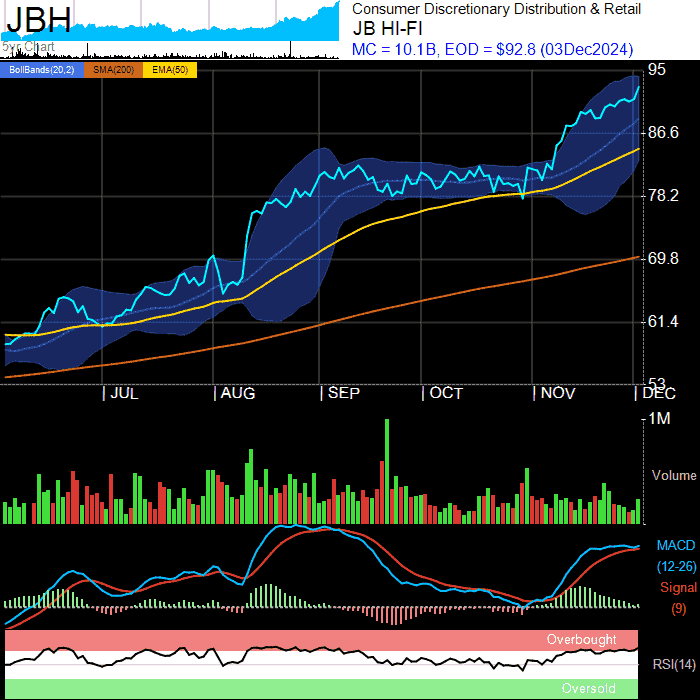 JBH
5yr Chart
Consumer Discretionary Distribution & Retail
JB HI-FI
MC = 10.1B, EOD = $92.8 (03Dec2024)
BollBands(20,2) SMA(200) EMA(50)
95
86.6
78.2
69.8
61.4
53
JUL AUG SEP OCT NOV DEC
1M
Volume
MACD
(12-26)
Signal
(9)
Overbought
RSI(14)
Oversold